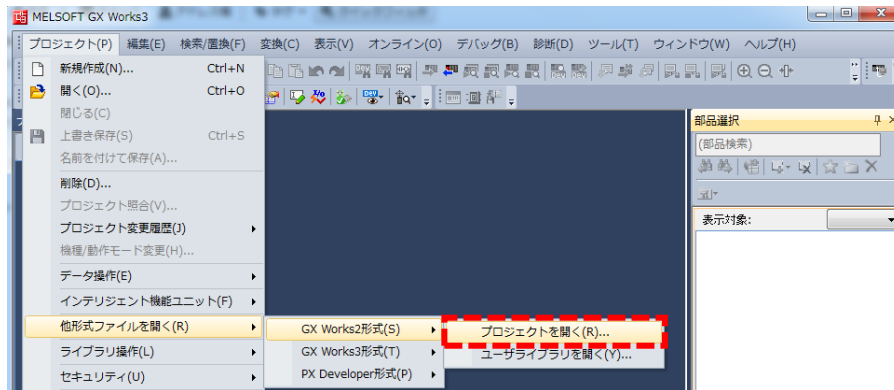 MELSOFT GX Works3
プロジェクト(P) 編集(E) 検索/置換(F) 変換(C) 表示(V) オンライン(O) デバッグ(B) 診断(D) ツール(T) ウィンドウ(W) ヘルプ(H)
新規作成(N)... Ctrl+N
開く(O)... Ctrl+O
閉じる(C)
上書き保存(S) Ctrl+S
名前を付けて保存(A)...
削除(D)...
プロジェクト照合(V)...
プロジェクト変更履歴(J)
機種/動作モード変更(H)...
データ操作(E)
インテリジェント機能ユニット(F)
他形式ファイルを開く(R)
ライブラリ操作(L)
セキュリティ(U)
GX Works2形式(S)
GX Works3形式(T)
PX Developer形式(P)
プロジェクトを開く(R)...
ユーザライブラリを開く(Y)...
部品選択
(部品検索)
表示対象: